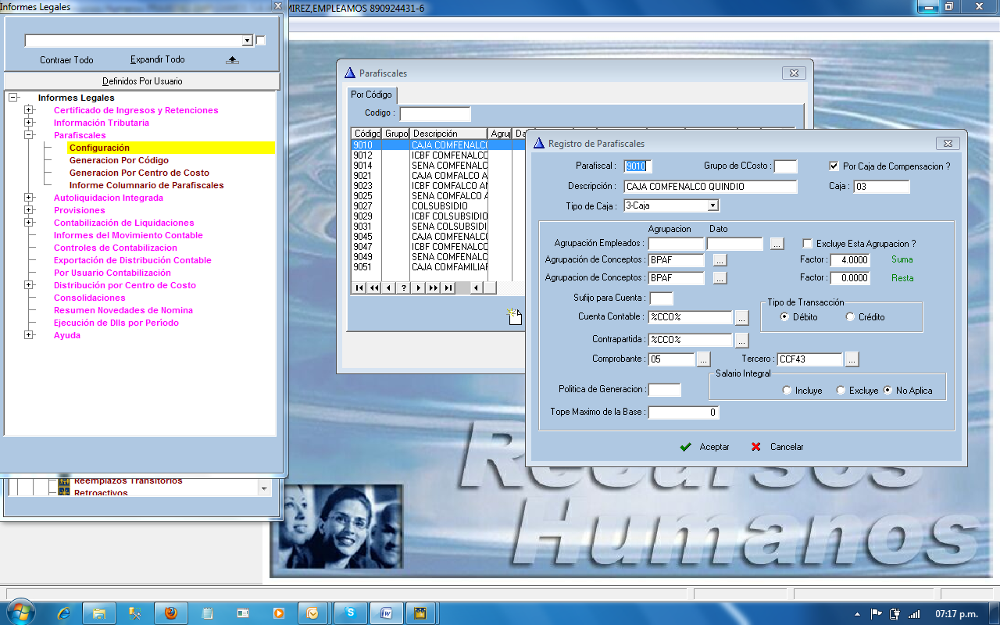 Informes Legales
MIREZ,EMPLEAMOS 890924431-6
Contraer Todo Expandir Todo
Definidos Por Usuario
Informes Legales
Certificado de Ingresos y Retenciones
Información Tributaria
Parafiscales
Configuración
Generacion Por Código
Generacion Por Centro de Costo
Informe Columnario de Parafiscales
Autoliquidacion Integrada
Provisiones
Contabilización de Liquidaciones
Informes del Movimiento Contable
Controles de Contabilizacion
Exportación de Distribución Contable
Por Usuario Contabilización
Distribución por Centro de Costo
Consolidaciones
Resumen Novedades de Nomina
Ejecución de Dlls por Período
Ayuda
Reemplazos Transitorios
Retroactivos
Parafiscales
Por Código
Codigo :
Código Grupo Descripción Agru Da
9010 CAJA COMFENALCO
9012 ICBF COMFENALCO
9014 SENA COMFENALC
9021 CAJA COMFALCO A
9023 ICBF COMFALCO AN
9025 SENA COMFALCO A
9027 COLSUBSIDIO
9029 ICBF COLSUBSIDIO
9031 SENA COLSUBSIDI
9045 CAJA COMFENALC
9047 ICBF COMFENALCO
9049 SENA COMFENALC
9051 CAJA COMFAMILIAR
Registro de Parafiscales
Parafiscal : 9010 Grupo de CCosto : Por Caja de Compensacion ?
Descripción : CAJA COMFENALCO QUINDIO Caja : 03
Tipo de Caja : 3-Caja
Agrupacion Dato
Agrupación Empleados : ... Excluye Esta Agrupacion ?
Agrupación de Conceptos : BPAF ... Factor : 4.0000 Suma
Agrupacion de Conceptos : BPAF ... Factor : 0.0000 Resta
Sufijo para Cuenta :
Tipo de Transacción
Cuenta Contable : %CCO% ... Débito Crédito
Contrapartida : %CCO% ...
Comprobante : 05 ... Tercero : CCF43 ...
Salario Integral
Politica de Generacion : Incluye Excluye No Aplica
Tope Maximo de la Base : 0
Aceptar Cancelar
Recursos
Humanos
07:17 p.m.